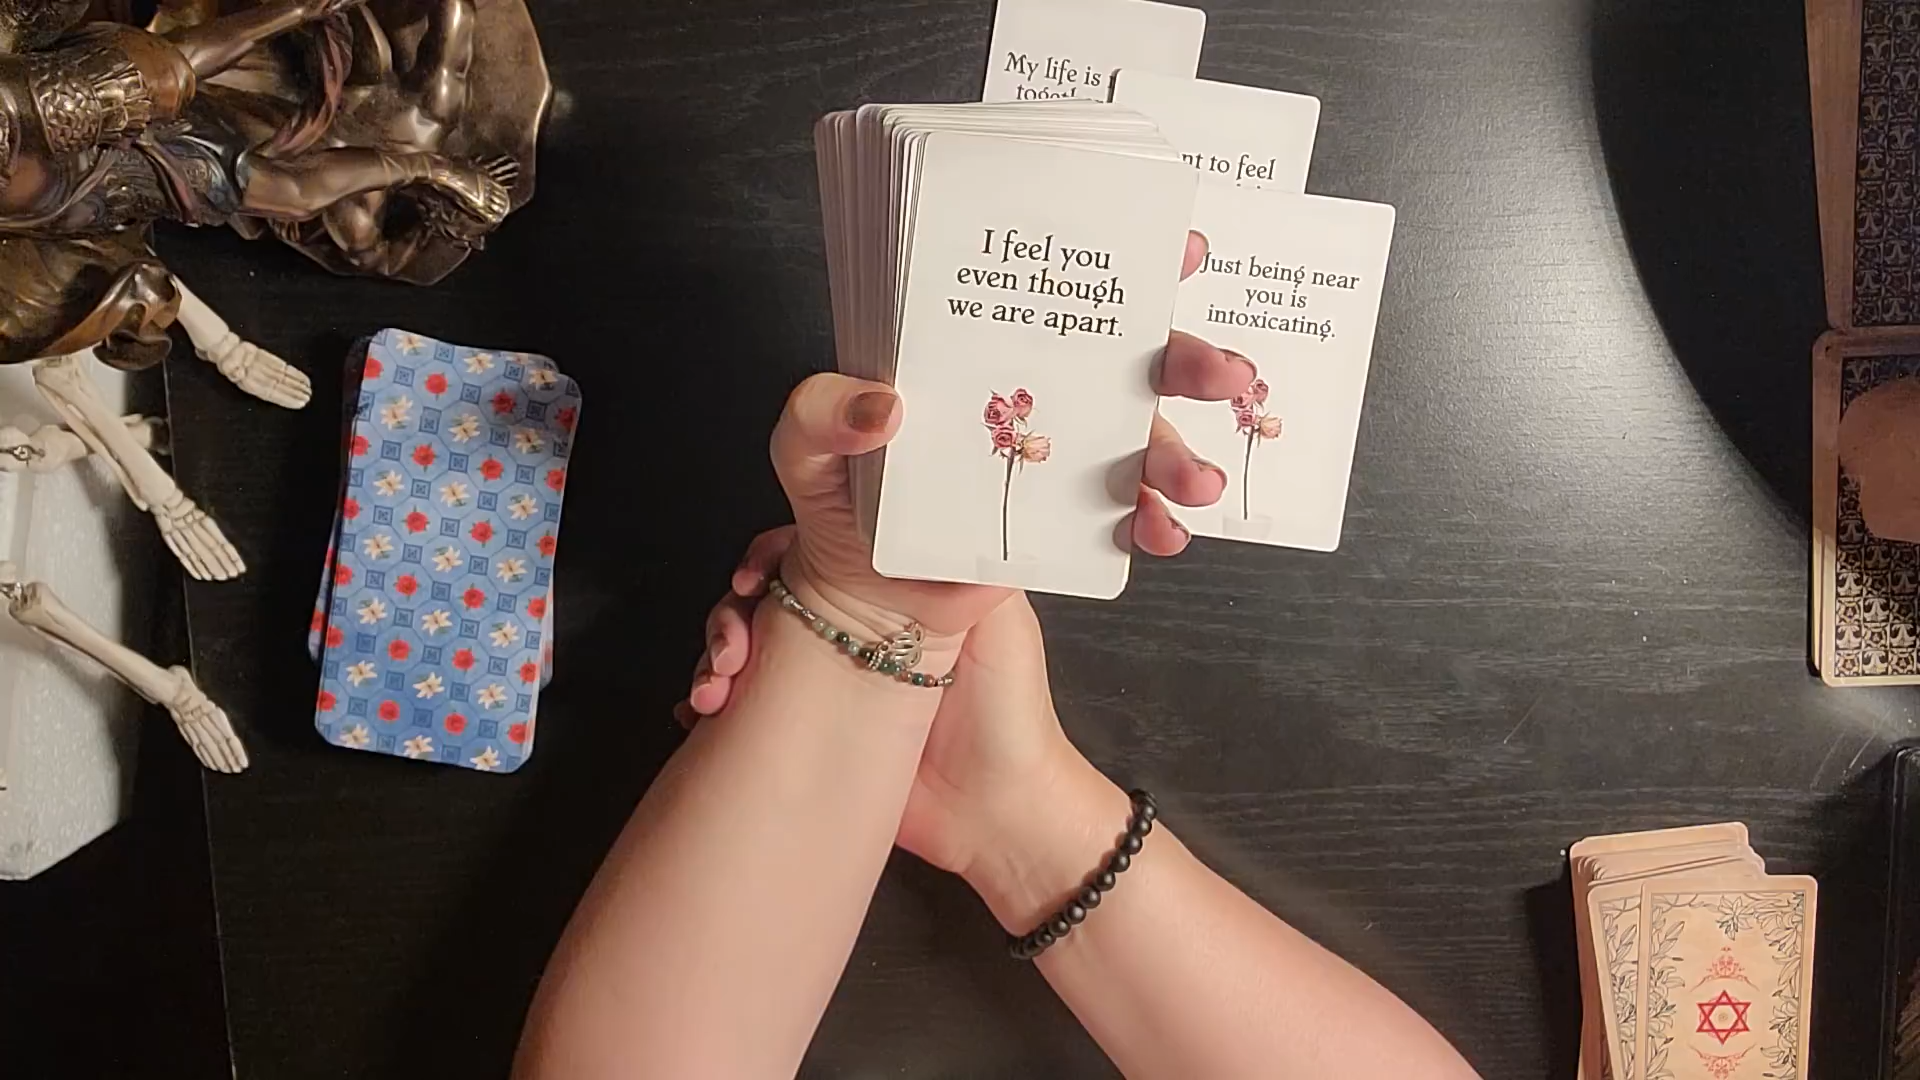 My life is
nt to feel
I feel you
even though
we are apart.
Just being near
you is
intoxicating.